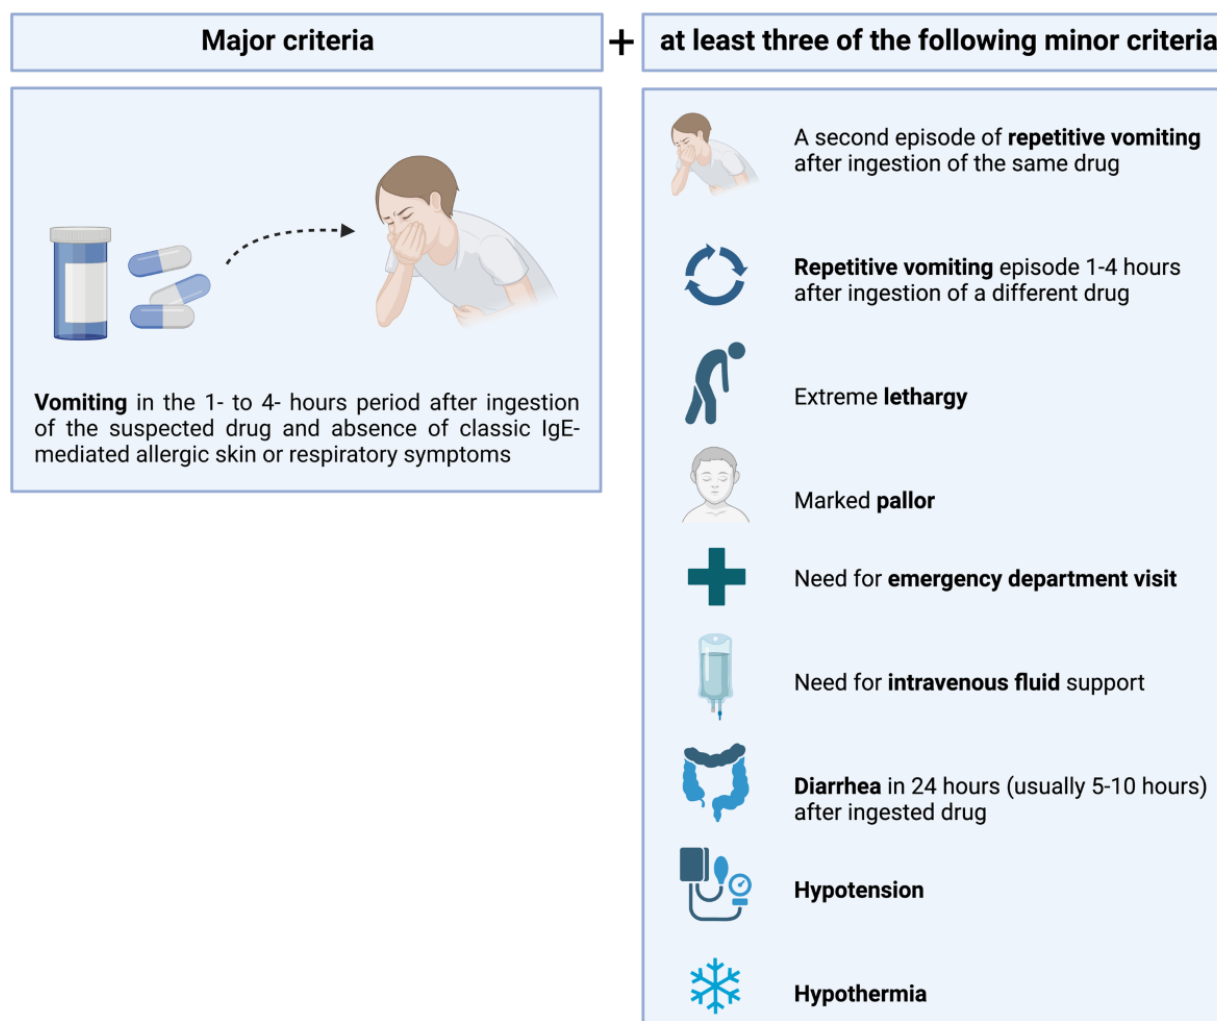 Major criteria
+
at least three of the following minor criteria
Vomiting in the 1- to 4- hours period after ingestion
of the suspected drug and absence of classic IgE-
mediated allergic skin or respiratory symptoms
A second episode of repetitive vomiting
after ingestion of the same drug
Repetitive vomiting episode 1-4 hours
after ingestion of a different drug
Extreme lethargy
Marked pallor
Need for emergency department visit
Need for intravenous fluid support
Diarrhea in 24 hours (usually 5-10 hours)
after ingested drug
Hypotension
Hypothermia